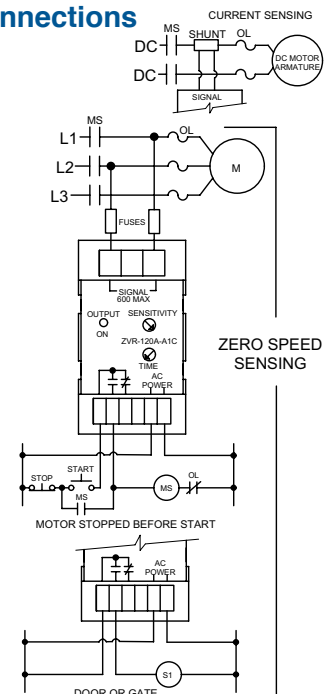 nnections
CURRENT SENSING
MS
SHUNT
OL
DC
DC
DC MOTOR
ARMATURE
SIGNAL
MS
L1
OL
L2
M
L3
FUSES
SIGNAL
600 MAX
OUTPUT
SENSITIVITY
ON
ZVR-120A-A1C
TIME
AC
POWER
ZERO SPEED
SENSING
STOP
START
MS
MS
OL
MOTOR STOPPED BEFORE START
AC
POWER
S1
DOOR OR GATE